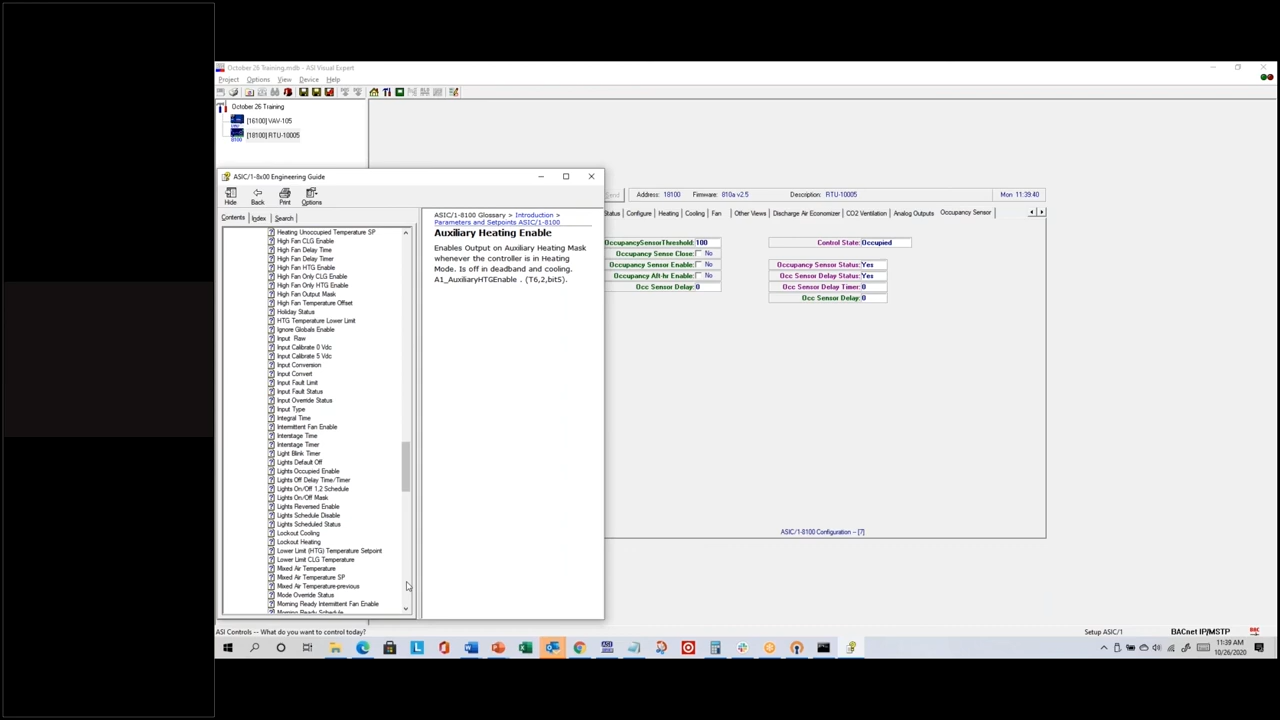 October 26 Training.mdb - ASI Visual Expert
Project Options View Device Help
October 26 Training
[16100] VAV-105
[18100] RTU-10005
8100
ASIC/1-8x00 Engineering Guide
Hide Back Print Options
Contents Index Search
Heating Unoccupied Temperature SP
High Fan CLG Enable
High Fan Delay Time
High Fan Delay Timer
High Fan HTG Enable
High Fan Only CLG Enable
High Fan Only HTG Enable
High Fan Output Mask
High Fan Temperature Offset
Holiday Status
HTG Temperature Lower Limit
Ignore Globals Enable
Input Raw
Input Calibrate 0 Vdc
Input Calibrate 5 Vdc
Input Conversion
Input Convert
Input Fault Limit
Input Fault Status
Input Override Status
Input Type
Integral Time
Intermittent Fan Enable
Interstage Time
Interstage Timer
Light Blink Timer
Lights Default Off
Lights Occupied Enable
Lights Off Delay Time/Timer
Lights On/Off 1,2 Schedule
Lights On/Off Mask
Lights Reversed Enable
Lights Schedule Disable
Lights Scheduled Status
Lockout Cooling
Lockout Heating
Lower Limit (HTG) Temperature Setpoint
Lower Limit CLG Temperature
Mixed Air Temperature
Mixed Air Temperature SP
Mixed Air Temperature-previous
Mode Override Status
Morning Ready Intermittent Fan Enable
Morning Ready Schedule
ASIC/1-8100 Glossary > Introduction >
Parameters and Setpoints ASIC/1-8100
Auxiliary Heating Enable
Enables Output on Auxiliary Heating Mask
whenever the controller is in Heating
Mode. Is off in deadband and cooling.
A1_AuxiliaryHTGEnable . (T6,2,bit5).
Send Address: 18100 Firmware: 810a v2.5 Description: RTU-10005 Mon 11:39:40
Status Configure Heating Cooling Fan Other Views Discharge Air Economizer CO2 Ventilation Analog Outputs Occupancy Sensor
OccupancySensorThreshold: 100
Occupancy Sense Close: No
Occupancy Sensor Enable: No
Occupancy Aft-hr Enable: No
Occ Sensor Delay: 0
Control State: Occupied
Occupancy Sensor Status: Yes
Occ Sensor Delay Status: Yes
Occ Sensor Delay Timer: 0
Occ Sensor Delay: 0
ASIC/1-8100 Configuration -- [7]
ASI Controls -- What do you want to control today? Setup ASIC/1 BACnet IP/MSTP
11:39 AM
10/26/2020